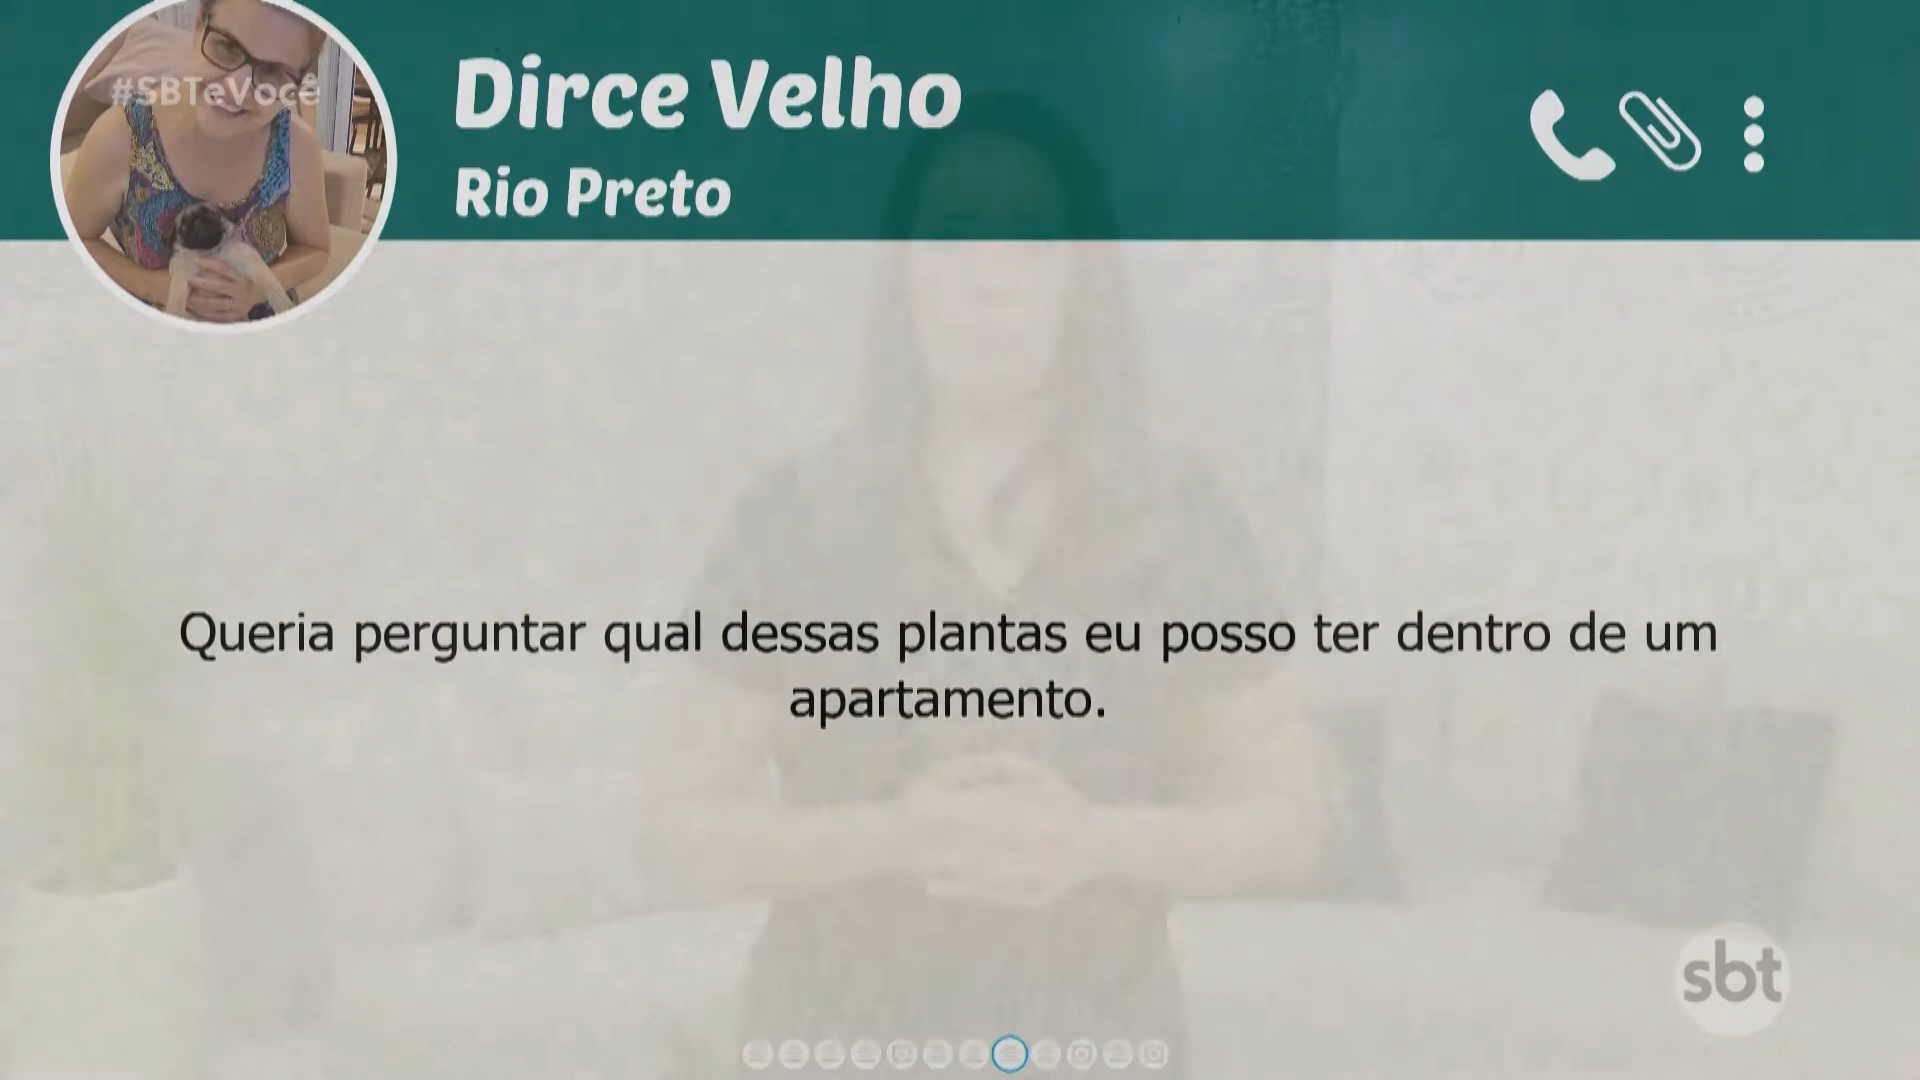 #SBTeVocê
Dirce Velho
Rio Preto
Queria perguntar qual dessas plantas eu posso ter dentro de um
apartamento.
sbt